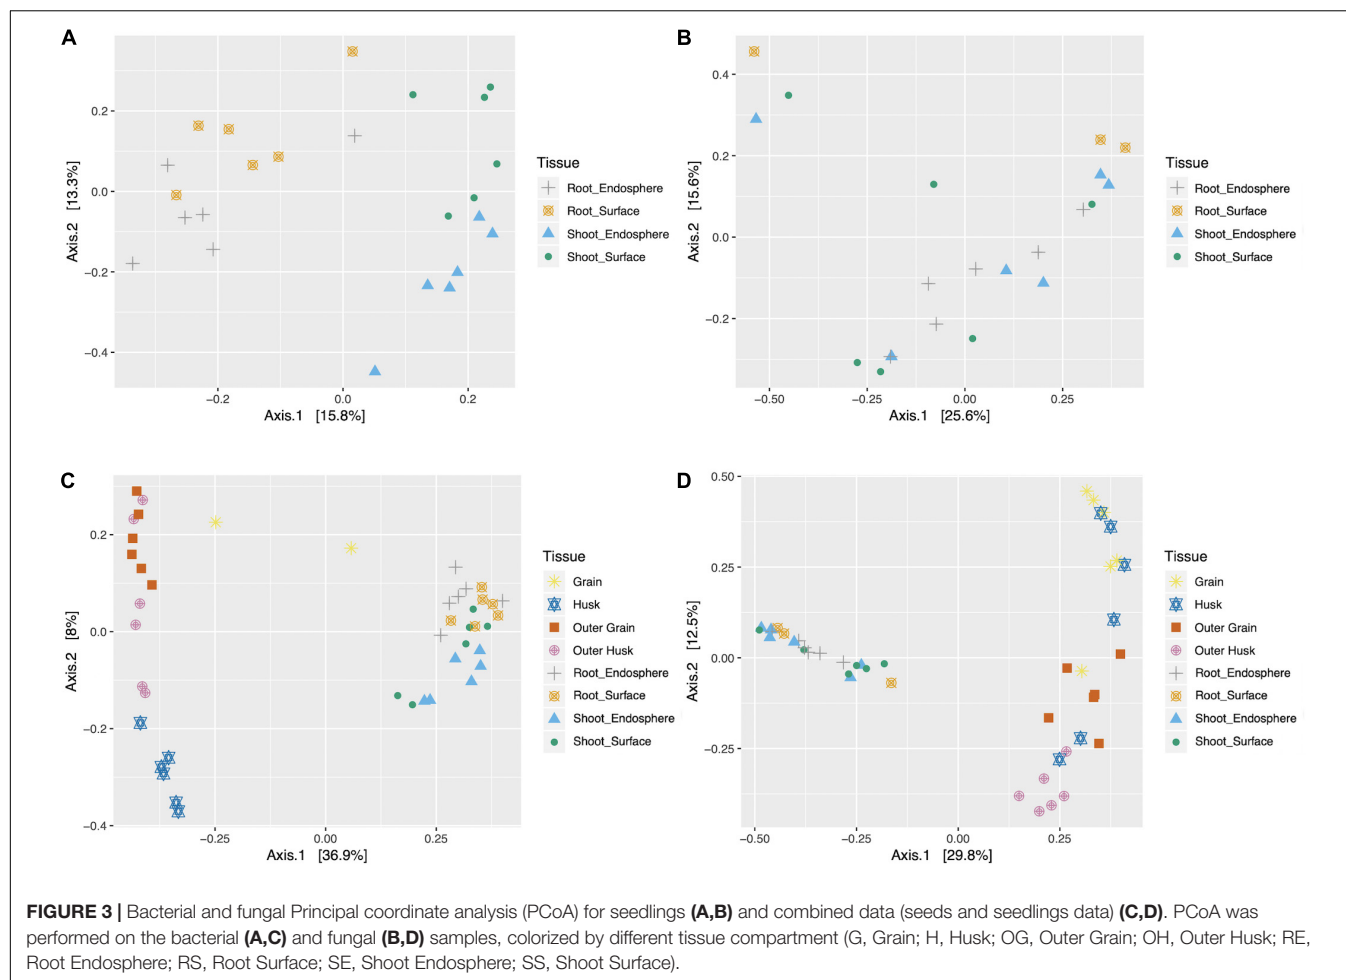 A
0.2
0.0
−0.2
−0.4
Axis.2 [13.3%]
−0.2
0.0
0.2
Axis.1 [15.8%]
Tissue
Root_Endosphere
Root_Surface
Shoot_Endosphere
Shoot_Surface
B
0.4
0.2
0.0
−0.2
Axis.2 [15.6%]
−0.50
−0.25
0.00
0.25
Axis.1 [25.6%]
Tissue
Root_Endosphere
Root_Surface
Shoot_Endosphere
Shoot_Surface
C
0.2
0.0
−0.2
−0.4
Axis.2 [8%]
−0.25
0.00
0.25
Axis.1 [36.9%]
Tissue
Grain
Husk
Outer Grain
Outer Husk
Root_Endosphere
Root_Surface
Shoot_Endosphere
Shoot_Surface
D
0.50
0.25
0.00
−0.25
Axis.2 [12.5%]
−0.50
−0.25
0.00
0.25
Axis.1 [29.8%]
Tissue
Grain
Husk
Outer Grain
Outer Husk
Root_Endosphere
Root_Surface
Shoot_Endosphere
Shoot_Surface
FIGURE 3 | Bacterial and fungal Principal coordinate analysis (PCoA) for seedlings (A,B) and combined data (seeds and seedlings data) (C,D). PCoA was
performed on the bacterial (A,C) and fungal (B,D) samples, colorized by different tissue compartment (G, Grain; H, Husk; OG, Outer Grain; OH, Outer Husk; RE,
Root Endosphere; RS, Root Surface; SE, Shoot Endosphere; SS, Shoot Surface).